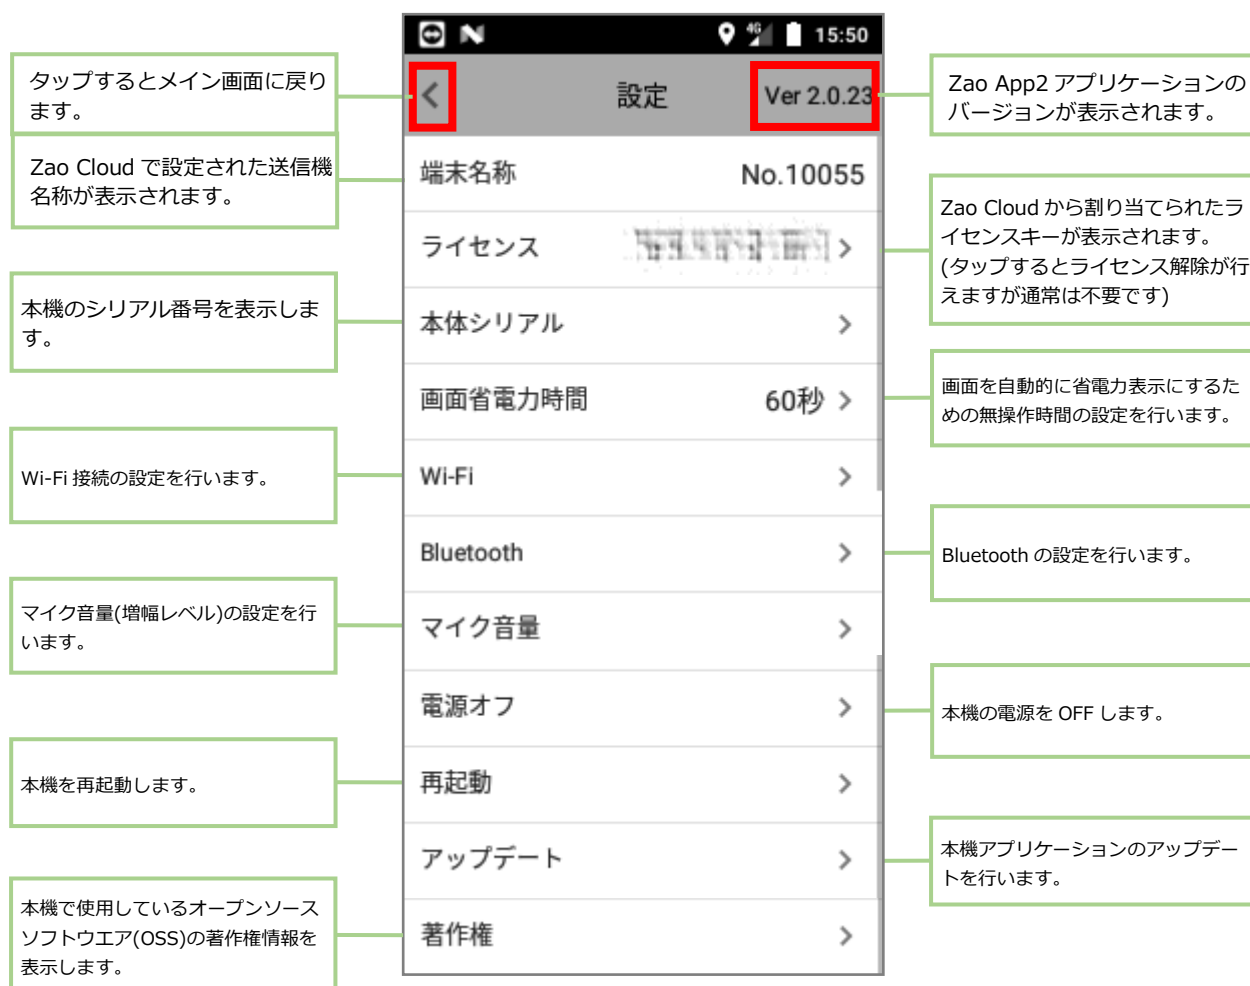 タップするとメイン画面に戻り
ます。
Zao Cloud で設定された送信機
名称が表示されます。
本機のシリアル番号を表示しま
す。
Wi-Fi 接続の設定を行います。
マイク音量(増幅レベル)の設定を行
います。
本機を再起動します。
本機で使用しているオープンソース
ソフトウエア(OSS)の著作権情報を
表示します。
4G 15:50
設定 Ver 2.0.23
端末名称 No.10055
ライセンス
本体シリアル
画面省電力時間 60秒
Wi-Fi
Bluetooth
マイク音量
電源オフ
再起動
アップデート
著作権
Zao App2 アプリケーションの
バージョンが表示されます。
Zao Cloud から割り当てられたラ
イセンスキーが表示されます。
(タップするとライセンス解除が行
えますが通常は不要です)
画面を自動的に省電力表示にするた
めの無操作時間の設定を行います。
Bluetooth の設定を行います。
本機の電源を OFF します。
本機アプリケーションのアップデー
トを行います。